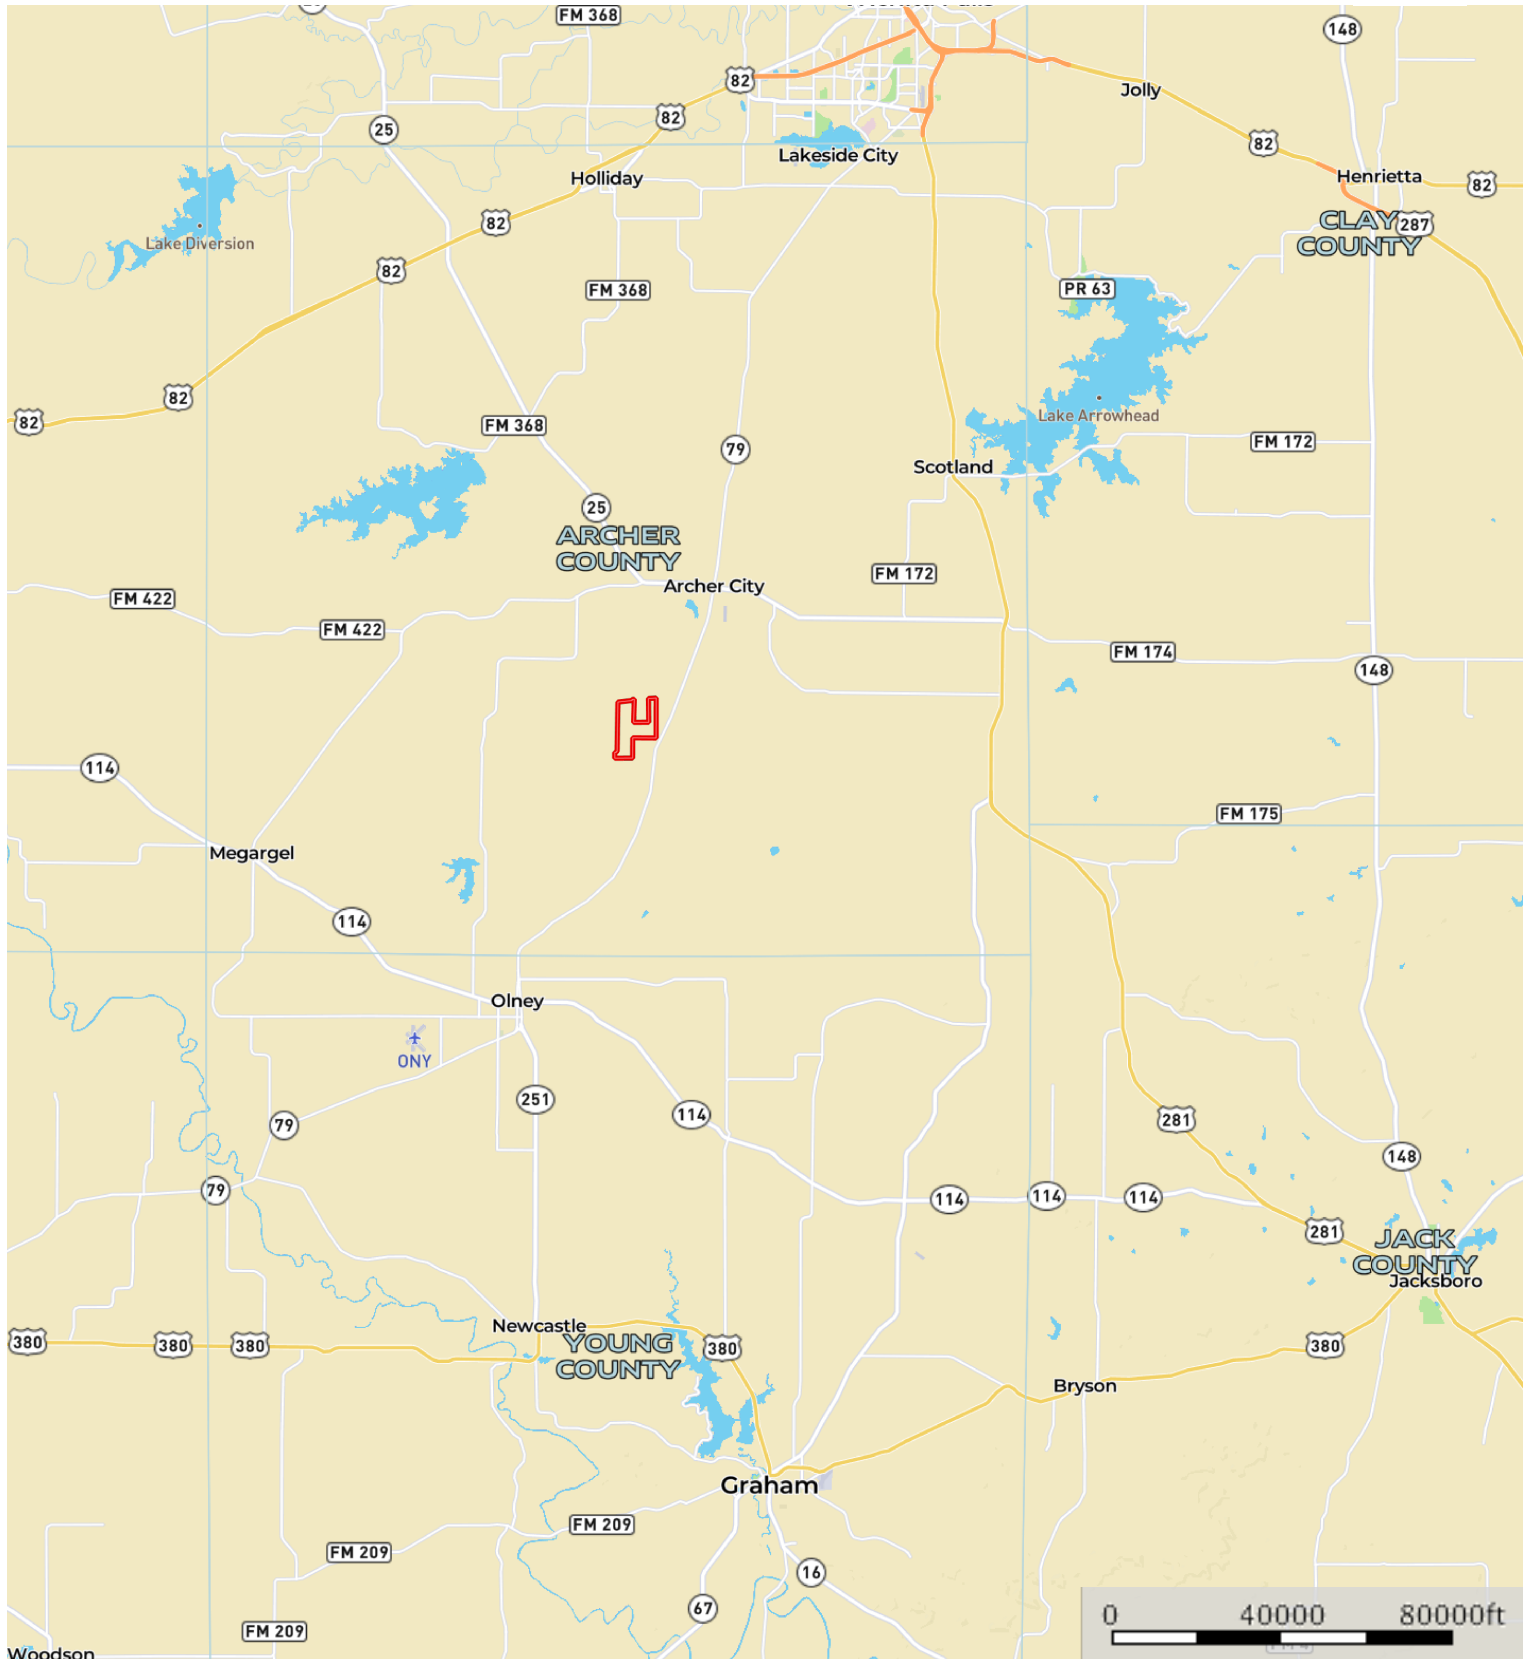 FM 368
148
82
Jolly
82
25
82
Lakeside City
Henrietta
Holliday
82
82
CLAY
COUNTY
287
Lake Diversion
82
FM 368
PR 63
82
82
FM 368
Lake Arrowhead
FM 172
79
Scotland
25
ARCHER
COUNTY
FM 172
Archer City
FM 422
FM 422
FM 174
148
114
FM 175
Megargel
114
Olney
ONY
251
79
114
281
148
79
114
114
114
281
JACK
COUNTY
Jacksboro
Newcastle
YOUNG
COUNTY
380
380
380
380
380
Bryson
Graham
FM 209
FM 209
16
67
FM 209
0 40000 80000ft
Woodson